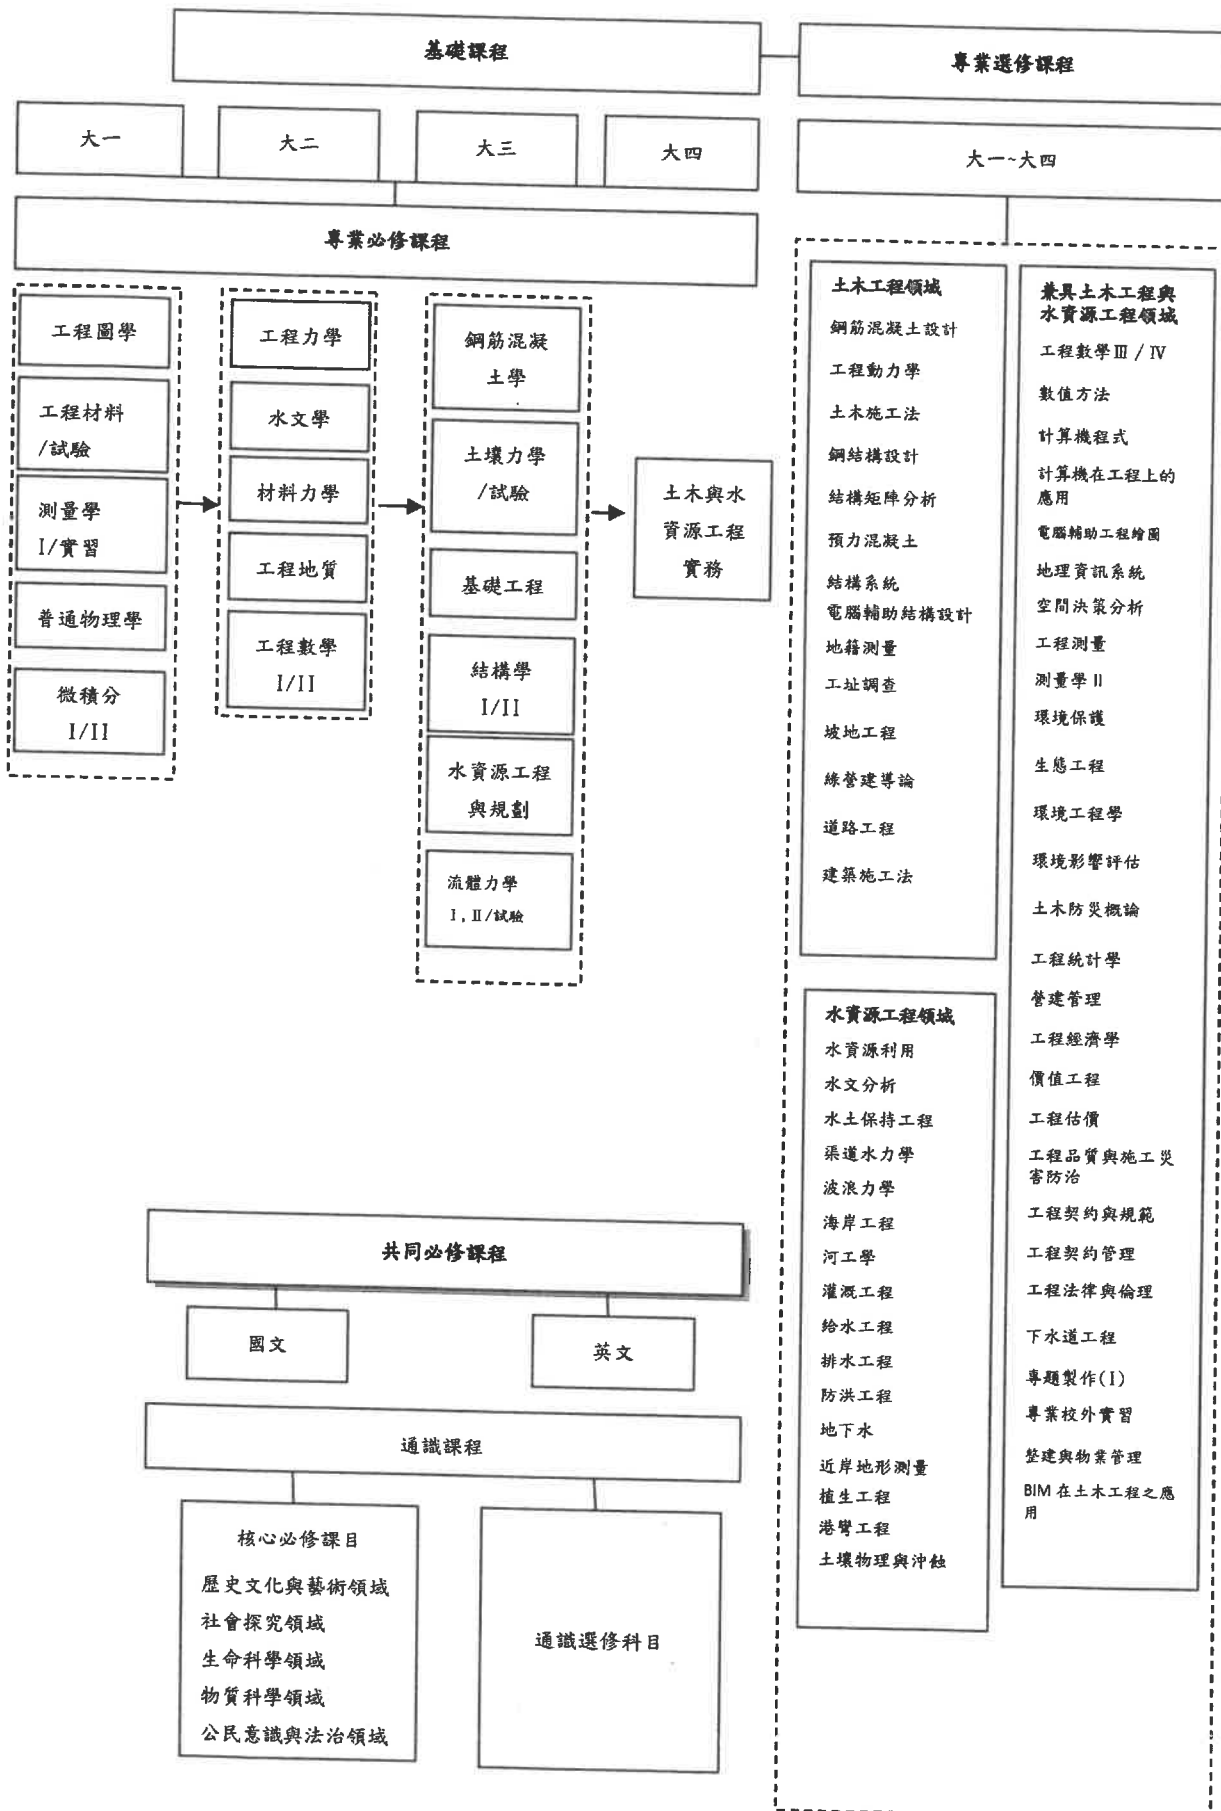 基礎課程
專業選修課程
大一
大二
大三
大四
大一~大四
專業必修課程
工程圖學
工程材料
/試驗
測量學
I/實習
普通物理學
微積分
I/II
工程力學
水文學
材料力學
工程地質
工程數學
I/II
鋼筋混凝
土學
土壤力學
/試驗
基礎工程
結構學
I/II
水資源工程
與規劃
流體力學
I, II/試驗
土木與水
資源工程
實務
土木工程領域
鋼筋混凝土設計
工程動力學
土木施工法
鋼結構設計
結構矩陣分析
預力混凝土
結構系統
電腦輔助結構設計
地籍測量
工址調查
坡地工程
綠營建導論
道路工程
建築施工法
水資源工程領域
水資源利用
水文分析
水土保持工程
渠道水力學
波浪力學
海岸工程
河工學
灌溉工程
給水工程
排水工程
防洪工程
地下水
近岸地形測量
植生工程
港彎工程
土壤物理與沖蝕
兼具土木工程與
水資源工程領域
工程數學Ⅲ / Ⅳ
數值方法
計算機程式
計算機在工程上的
應用
電腦輔助工程繪圖
地理資訊系統
空間決策分析
工程測量
測量學 II
環境保護
生態工程
環境工程學
環境影響評估
土木防災概論
工程統計學
營建管理
工程經濟學
價值工程
工程估價
工程品質與施工災
害防治
工程契約與規範
工程契約管理
工程法律與倫理
下水道工程
專題製作(I)
專業校外實習
整建與物業管理
BIM 在土木工程之應
用
共同必修課程
國文
英文
通識課程
核心必修課目
歷史文化與藝術領域
社會探究領域
生命科學領域
物質科學領域
公民意識與法治領域
通識選修科目